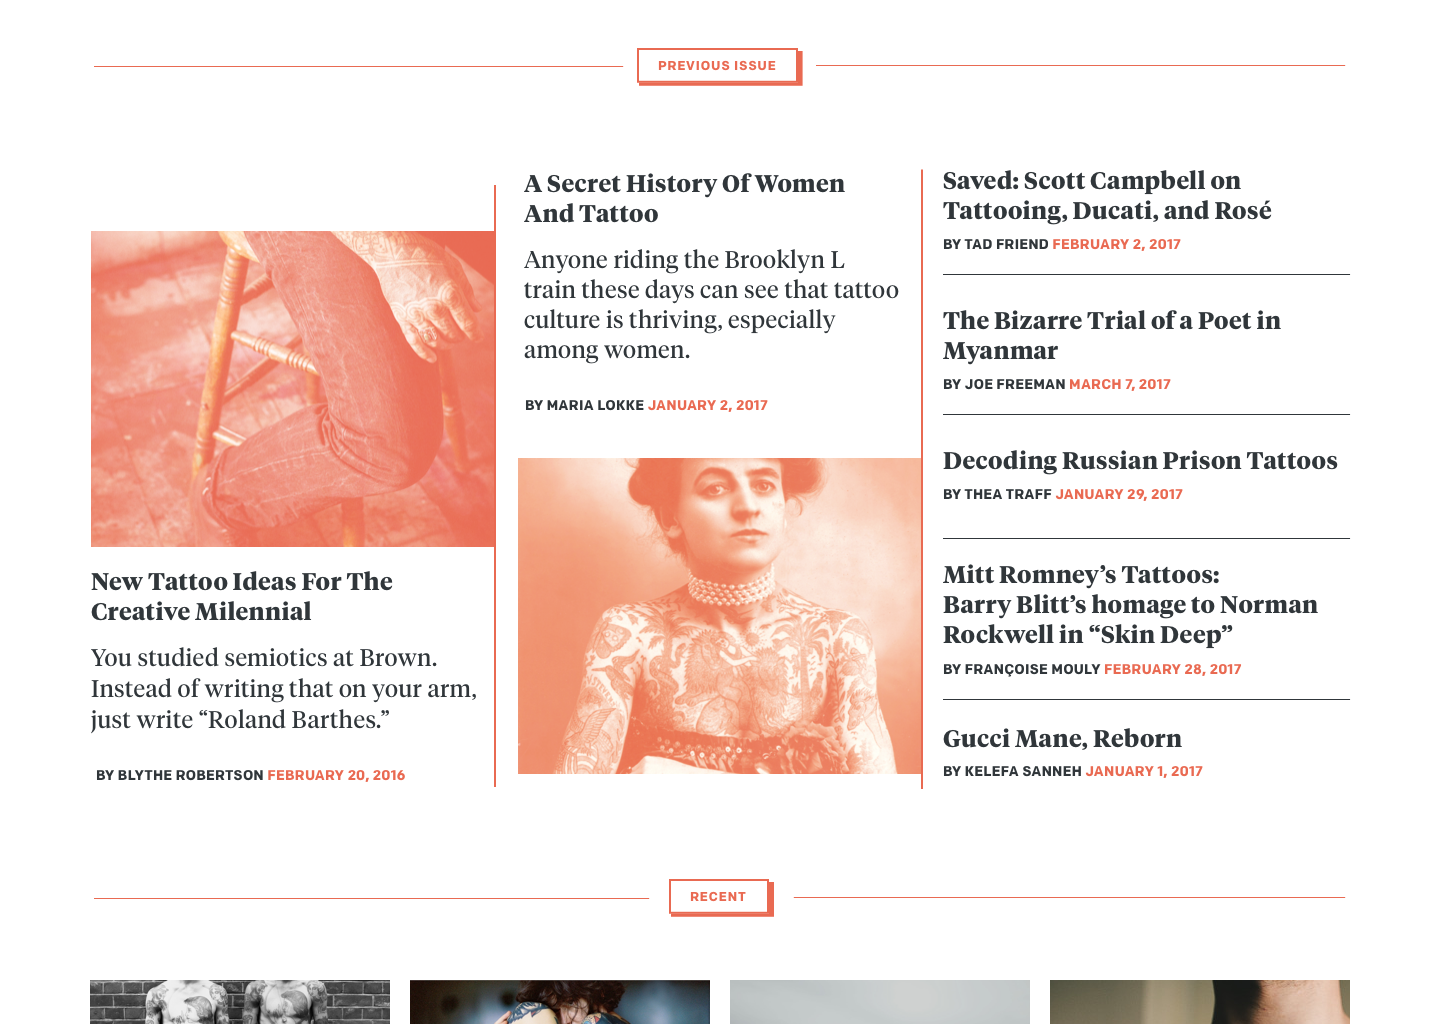 PREVIOUS ISSUE
New Tattoo Ideas For The
Creative Milennial
You studied semiotics at Brown.
Instead of writing that on your arm,
just write “Roland Barthes.”
BY BLYTHE ROBERTSON FEBRUARY 20, 2016
A Secret History Of Women
And Tattoo
Anyone riding the Brooklyn L
train these days can see that tattoo
culture is thriving, especially
among women.
BY MARIA LOKKE JANUARY 2, 2017
Saved: Scott Campbell on
Tattooing, Ducati, and Rosé
BY TAD FRIEND FEBRUARY 2, 2017
The Bizarre Trial of a Poet in
Myanmar
BY JOE FREEMAN MARCH 7, 2017
Decoding Russian Prison Tattoos
BY THEA TRAFF JANUARY 29, 2017
Mitt Romney’s Tattoos:
Barry Blitt’s homage to Norman
Rockwell in “Skin Deep”
BY FRANÇOISE MOULY FEBRUARY 28, 2017
Gucci Mane, Reborn
BY KELEFA SANNEH JANUARY 1, 2017
RECENT